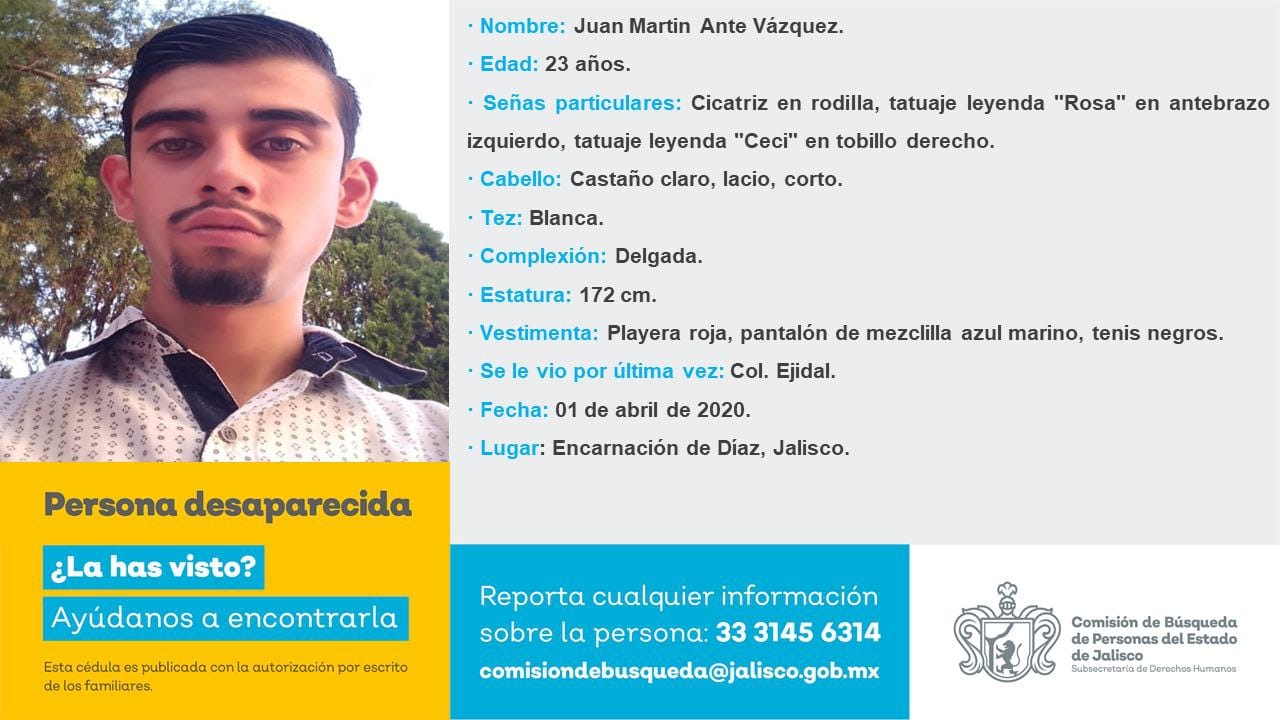 · Nombre: Juan Martin Ante Vázquez.
· Edad: 23 años.
· Señas particulares: Cicatriz en rodilla, tatuaje leyenda "Rosa" en antebrazo
izquierdo, tatuaje leyenda "Ceci" en tobillo derecho.
· Cabello: Castaño claro, lacio, corto.
· Tez: Blanca.
· Complexión: Delgada.
· Estatura: 172 cm.
· Vestimenta: Playera roja, pantalón de mezclilla azul marino, tenis negros.
· Se le vio por última vez: Col. Ejidal.
· Fecha: 01 de abril de 2020.
· Lugar: Encarnación de Díaz, Jalisco.
Persona desaparecida
¿La has visto?
Ayúdanos a encontrarla
Esta cédula es publicada con la autorización por escrito
de los familiares.
Reporta cualquier información
sobre la persona: 33 3145 6314
comisiondebusqueda@jalisco.gob.mx
Comisión de Búsqueda
de Personas del Estado
de Jalisco
Subsecretaría de Derechos Humanos